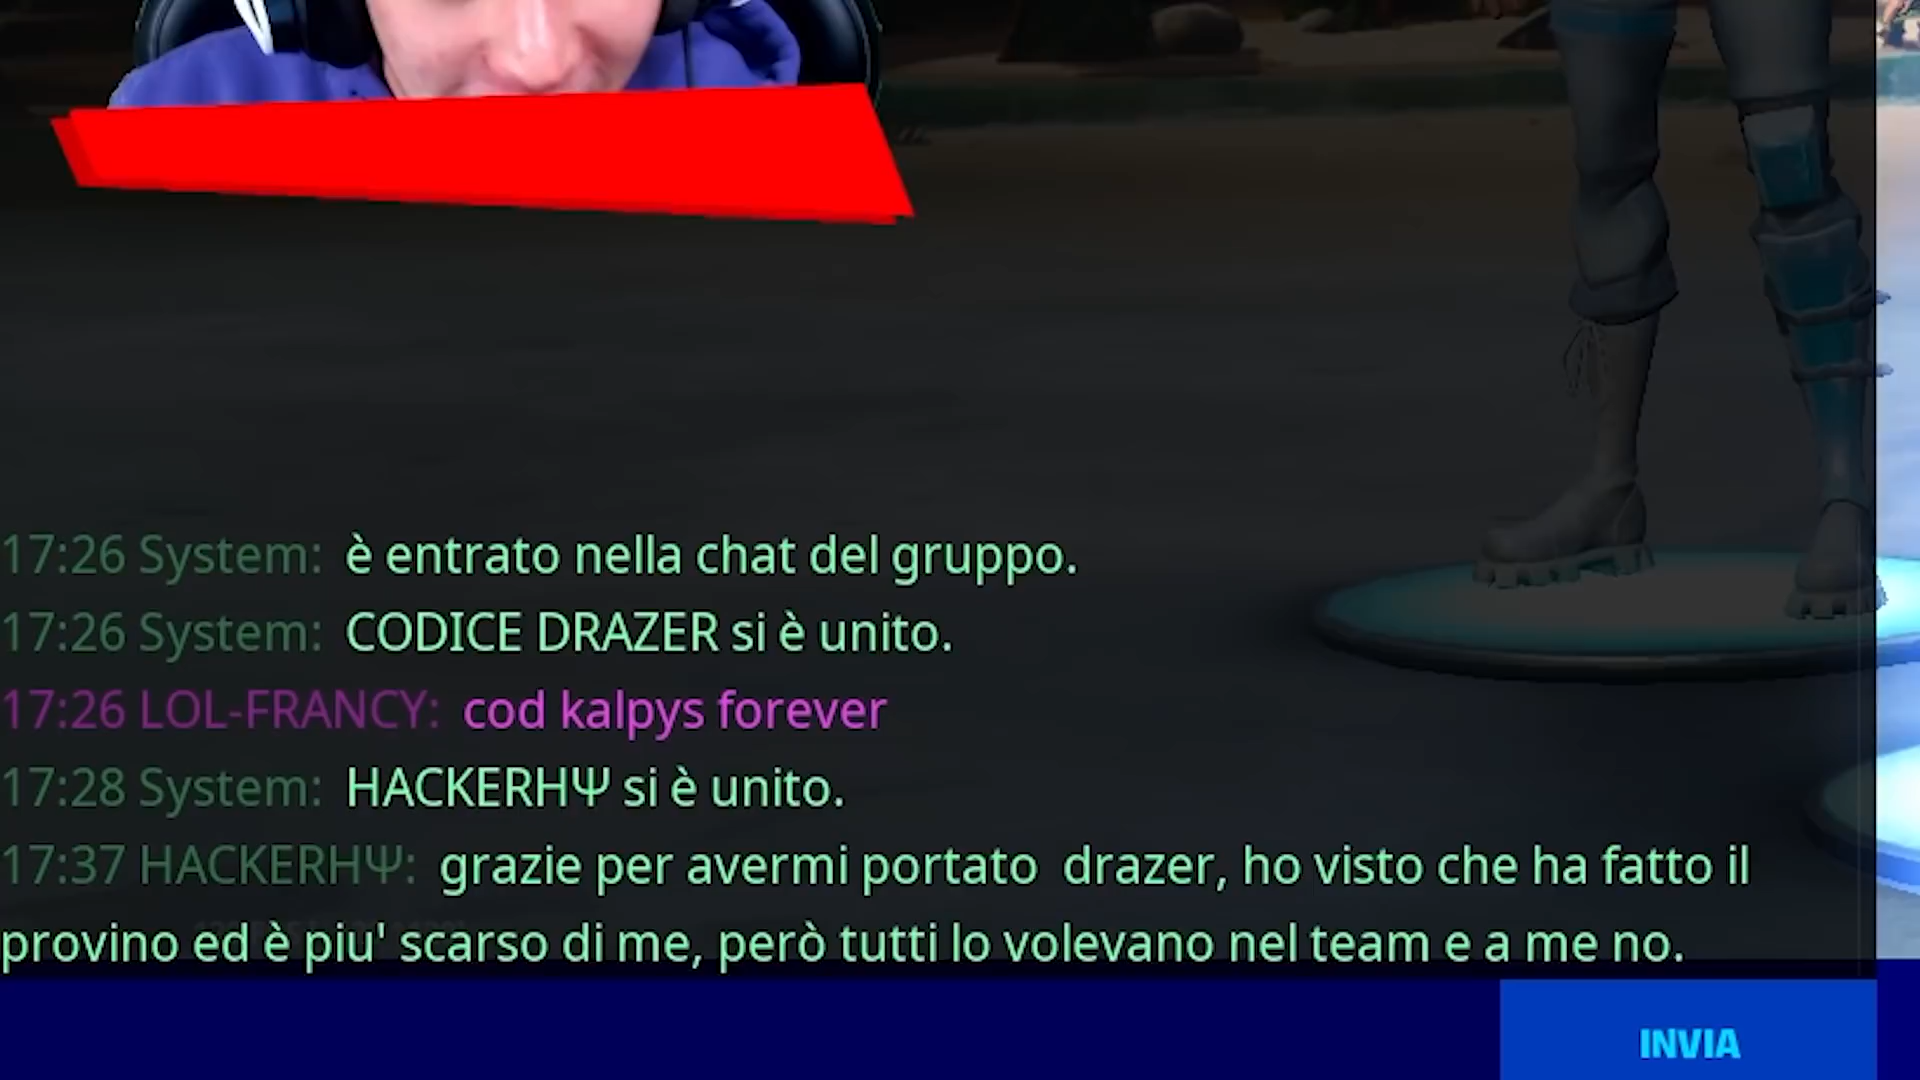 17:26 System: è entrato nella chat del gruppo.
17:26 System: CODICE DRAZER si è unito.
17:26 LOL-FRANCY: cod kalpys forever
17:28 System: HACKERHΨ si è unito.
17:37 HACKERHΨ: grazie per avermi portato drazer, ho visto che ha fatto il
provino ed è piu' scarso di me, però tutti lo volevano nel team e a me no.
INVIA